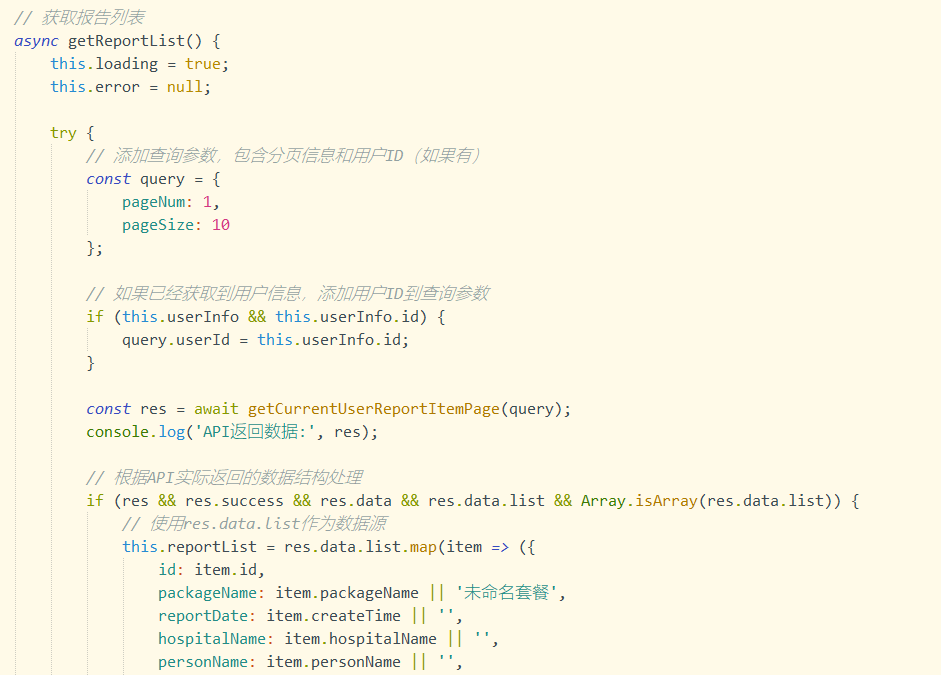 // 获取报告列表
async getReportList() {
this.loading = true;
this.error = null;
try {
// 添加查询参数，包含分页信息和用户ID（如果有）
const query = {
pageNum: 1,
pageSize: 10
};
// 如果已经获取到用户信息，添加用户ID到查询参数
if (this.userInfo && this.userInfo.id) {
query.userId = this.userInfo.id;
}
const res = await getCurrentUserReportItemPage(query);
console.log('API返回数据:', res);
// 根据API实际返回的数据结构处理
if (res && res.success && res.data && res.data.list && Array.isArray(res.data.list)) {
// 使用res.data.list作为数据源
this.reportList = res.data.list.map(item => ({
id: item.id,
packageName: item.packageName || '未命名套餐',
reportDate: item.createTime || '',
hospitalName: item.hospitalName || '',
personName: item.personName || '',